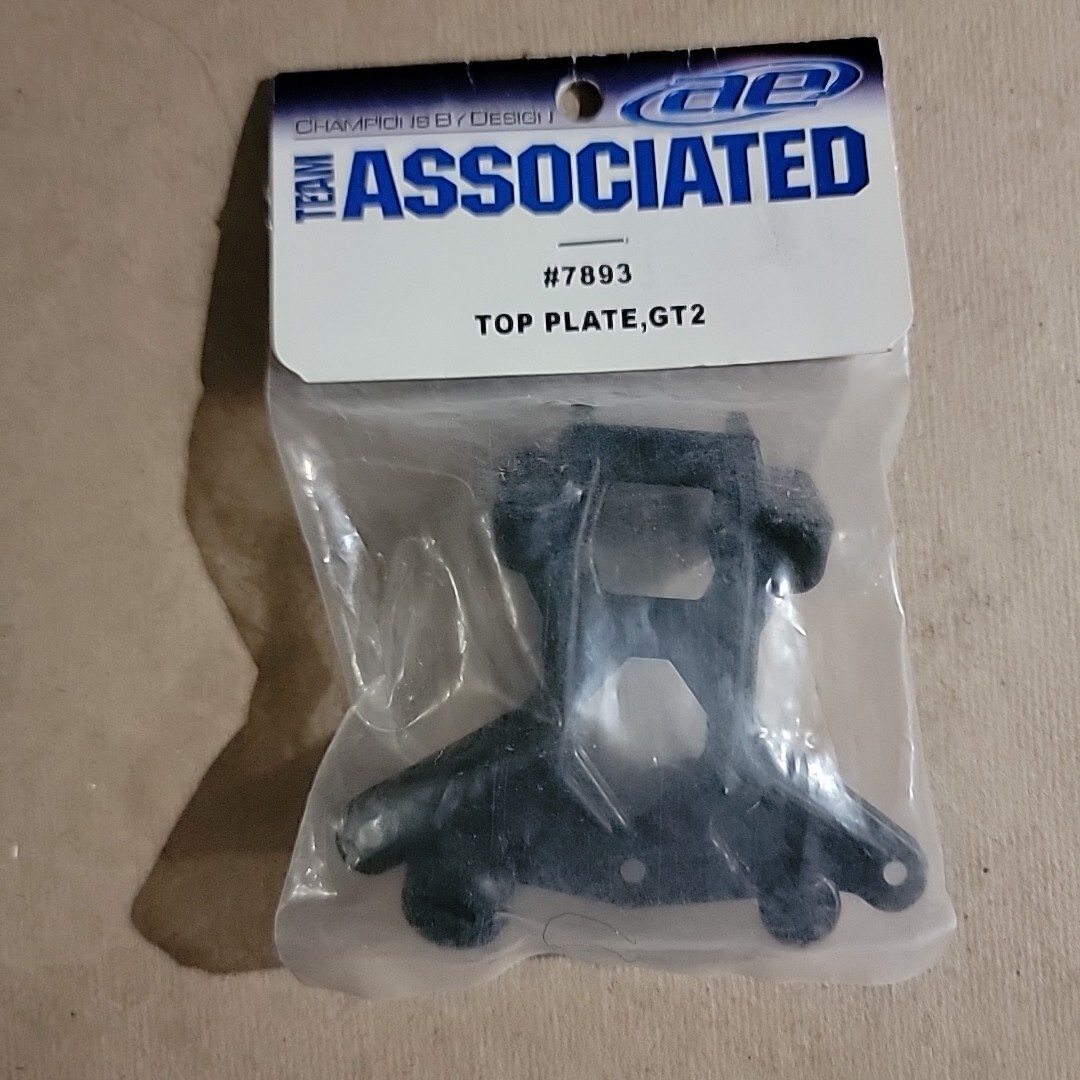 CHAMPIONS BY DESIGN
ae
TEAM
ASSOCIATED
#7893
TOP PLATE,GT2